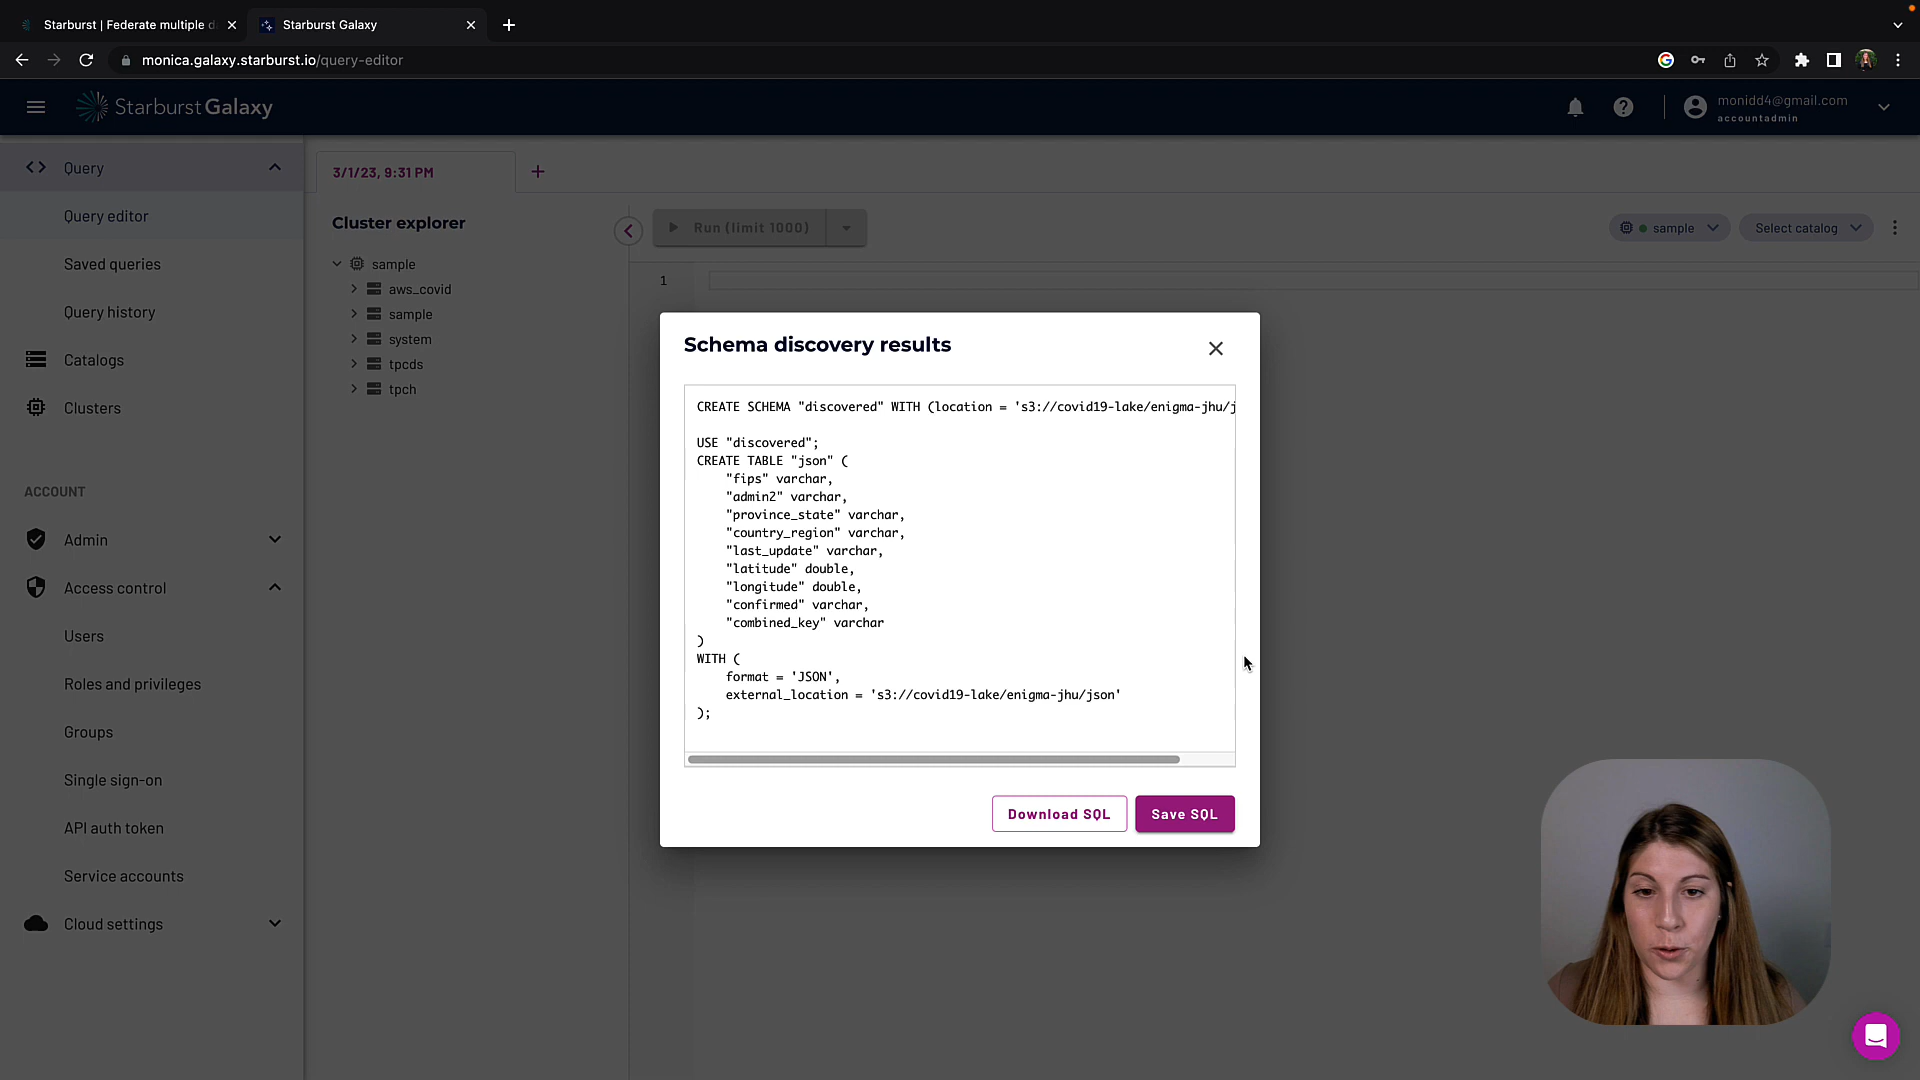 Starburst | Federate multiple d
Starburst Galaxy
monica.galaxy.starburst.io/query-editor
Starburst Galaxy
monidd4@gmail.com
accountadmin
Query
Query editor
Saved queries
Query history
Catalogs
Clusters
ACCOUNT
Admin
Access control
Users
Roles and privileges
Groups
Single sign-on
API auth token
Service accounts
Cloud settings
3/1/23, 9:31 PM
Cluster explorer
sample
aws_covid
sample
system
tpcds
tpch
Run (limit 1000)
sample
Select catalog
1
Schema discovery results
CREATE SCHEMA "discovered" WITH (location = 's3://covid19-lake/enigma-jhu/j
USE "discovered";
CREATE TABLE "json" (
"fips" varchar,
"admin2" varchar,
"province_state" varchar,
"country_region" varchar,
"last_update" varchar,
"latitude" double,
"longitude" double,
"confirmed" varchar,
"combined_key" varchar
)
WITH (
format = 'JSON',
external_location = 's3://covid19-lake/enigma-jhu/json'
);
Download SQL
Save SQL